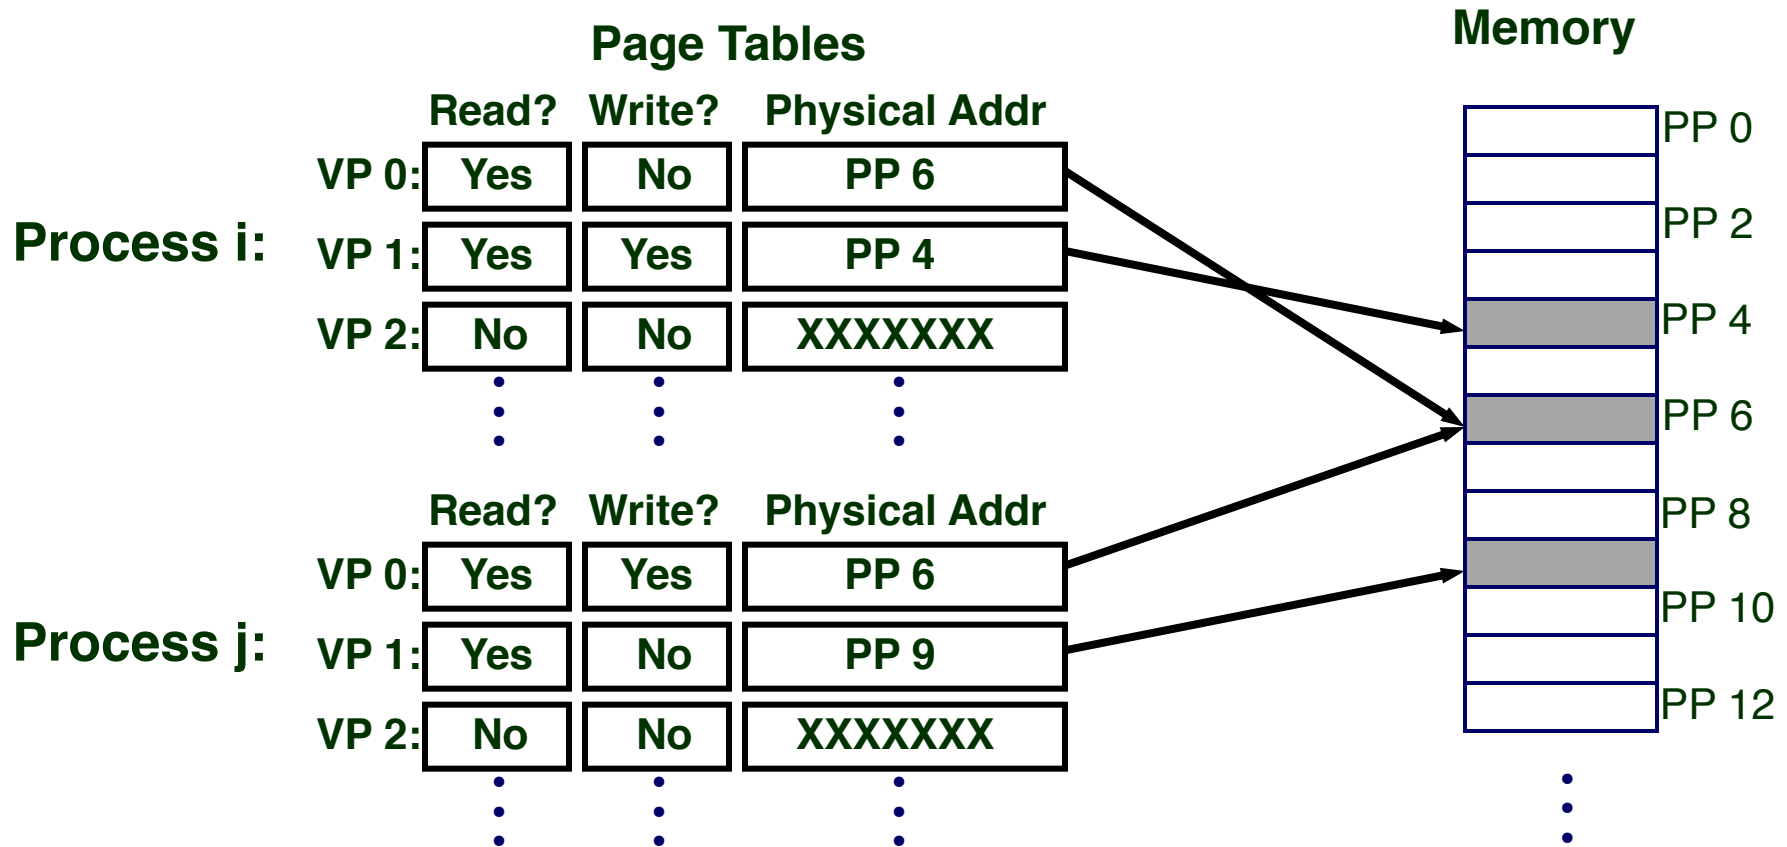 Page Tables
Memory
Read? Write? Physical Addr
Process i:
VP 0: Yes No PP 6
VP 1: Yes Yes PP 4
VP 2: No No XXXXXXX
Read? Write? Physical Addr
Process j:
VP 0: Yes Yes PP 6
VP 1: Yes No PP 9
VP 2: No No XXXXXXX
PP 0
PP 2
PP 4
PP 6
PP 8
PP 10
PP 12